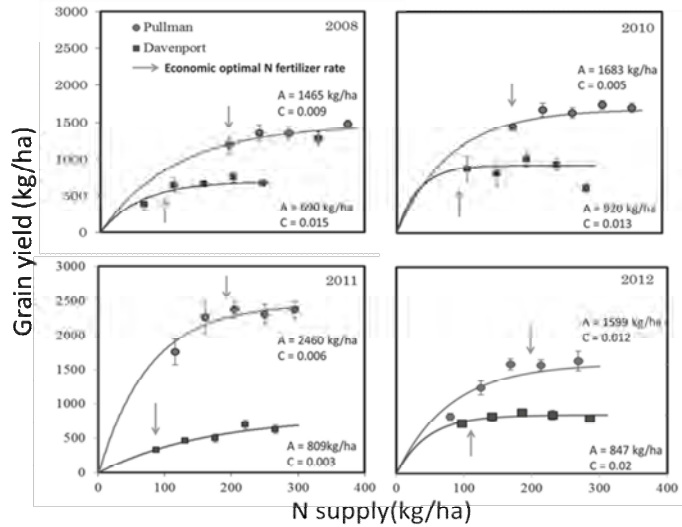 Grain yield (kg/ha)
3000
2500
2000
1500
1000
500
0
Pullman
Davenport
Economic optimal N fertilizer rate
2008
A = 1465 kg/ha
C = 0.009
A = 690 kg/ha
C = 0.015
2010
A = 1683 kg/ha
C = 0.005
A = 920 kg/ha
C = 0.013
3000
2500
2000
1500
1000
500
0
2011
A = 2460 kg/ha
C = 0.006
A = 809kg/ha
C = 0.003
0
100
200
300
400
2012
A = 1599 kg/ha
C = 0.012
A = 847 kg/ha
C = 0.02
0
100
200
300
400
N supply(kg/ha)